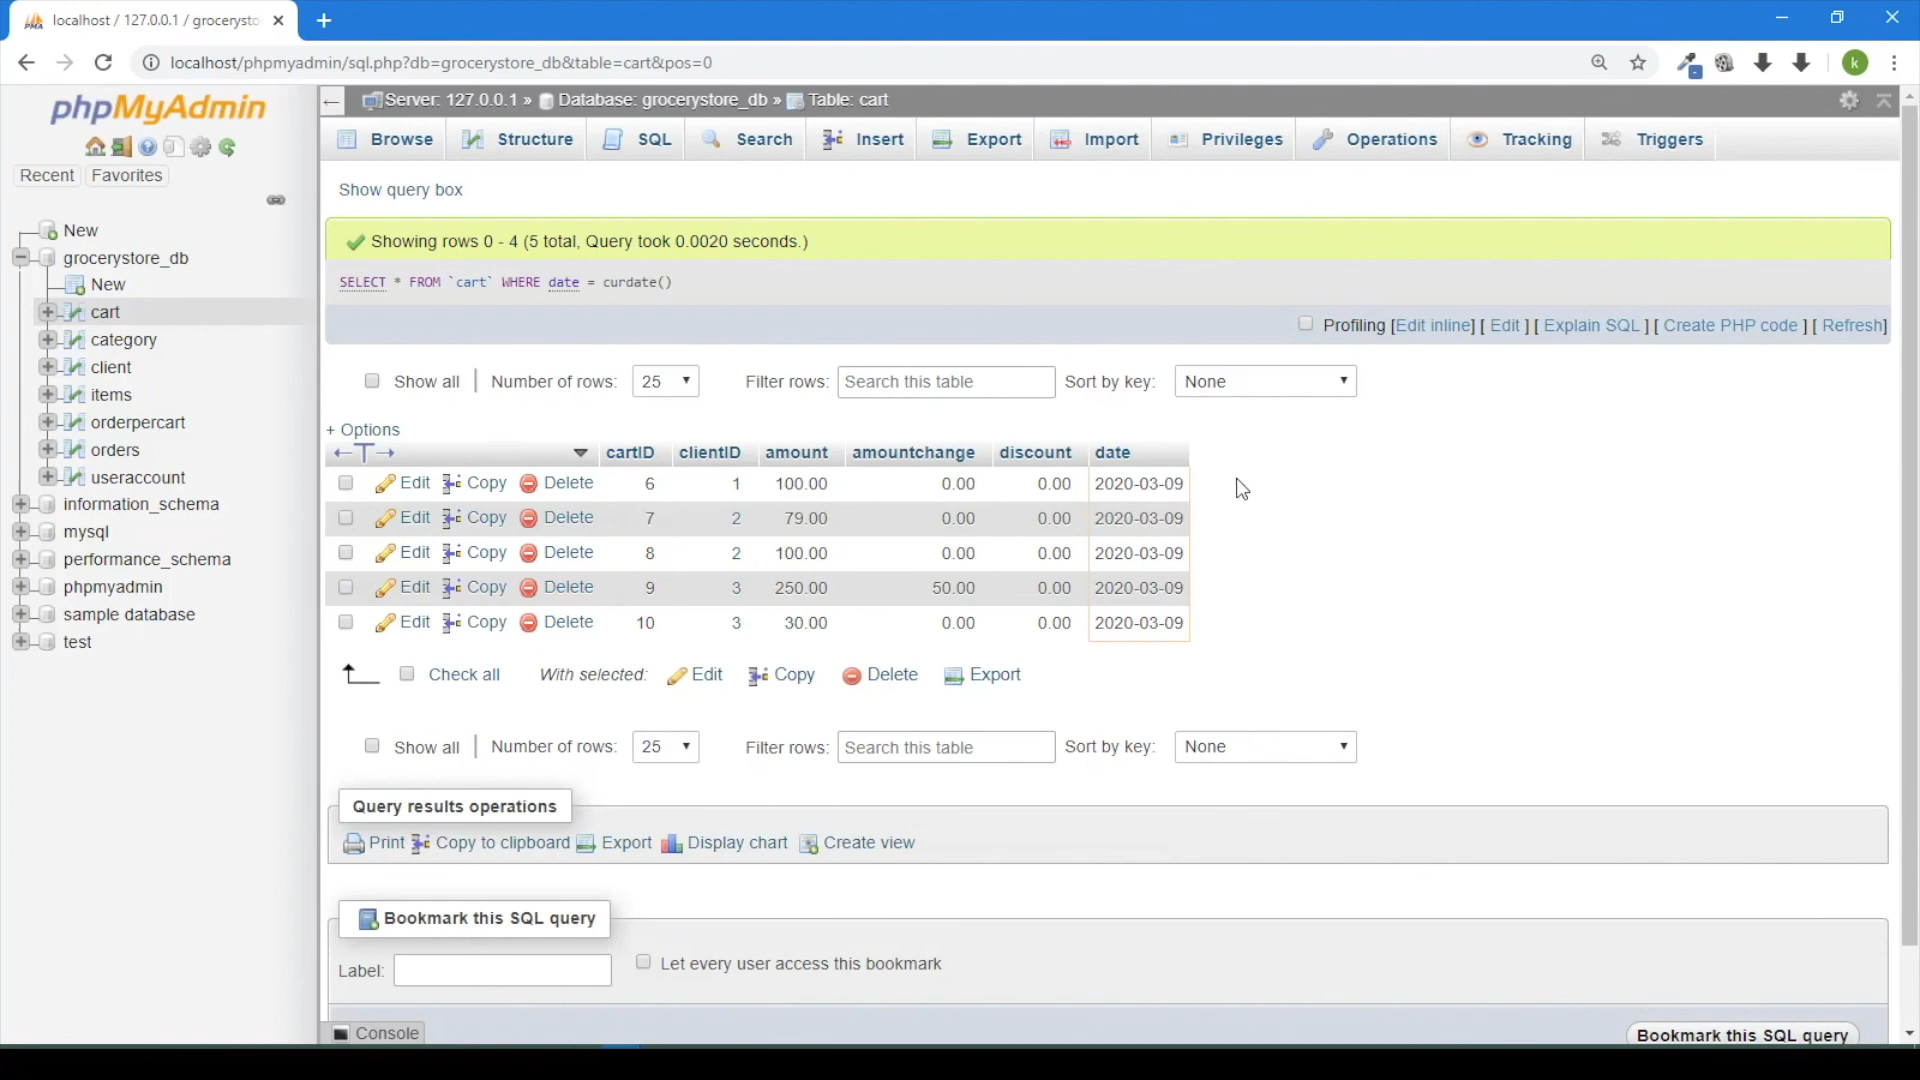 localhost / 127.0.0.1 / grocerysto
localhost/phpmyadmin/sql.php?db=grocerystore_db&table=cart&pos=0
k
phpMyAdmin
Recent Favorites
New
grocerystore_db
New
cart
category
client
items
orderpercart
orders
useraccount
information_schema
mysql
performance_schema
phpmyadmin
sample database
test
Server: 127.0.0.1 » Database: grocerystore_db » Table: cart
Browse Structure SQL Search Insert Export Import Privileges Operations Tracking Triggers
Show query box
Showing rows 0 - 4 (5 total, Query took 0.0020 seconds.)
SELECT * FROM `cart` WHERE date = curdate()
Profiling [Edit inline] [ Edit ] [ Explain SQL ] [ Create PHP code ] [ Refresh]
Show all Number of rows: 25 Filter rows: Search this table Sort by key: None
+ Options
cartID clientID amount amountchange discount date
Edit Copy Delete 6 1 100.00 0.00 0.00 2020-03-09
Edit Copy Delete 7 2 79.00 0.00 0.00 2020-03-09
Edit Copy Delete 8 2 100.00 0.00 0.00 2020-03-09
Edit Copy Delete 9 3 250.00 50.00 0.00 2020-03-09
Edit Copy Delete 10 3 30.00 0.00 0.00 2020-03-09
Check all With selected: Edit Copy Delete Export
Show all Number of rows: 25 Filter rows: Search this table Sort by key: None
Query results operations
Print Copy to clipboard Export Display chart Create view
Bookmark this SQL query
Label: Let every user access this bookmark
Console
Bookmark this SQL query